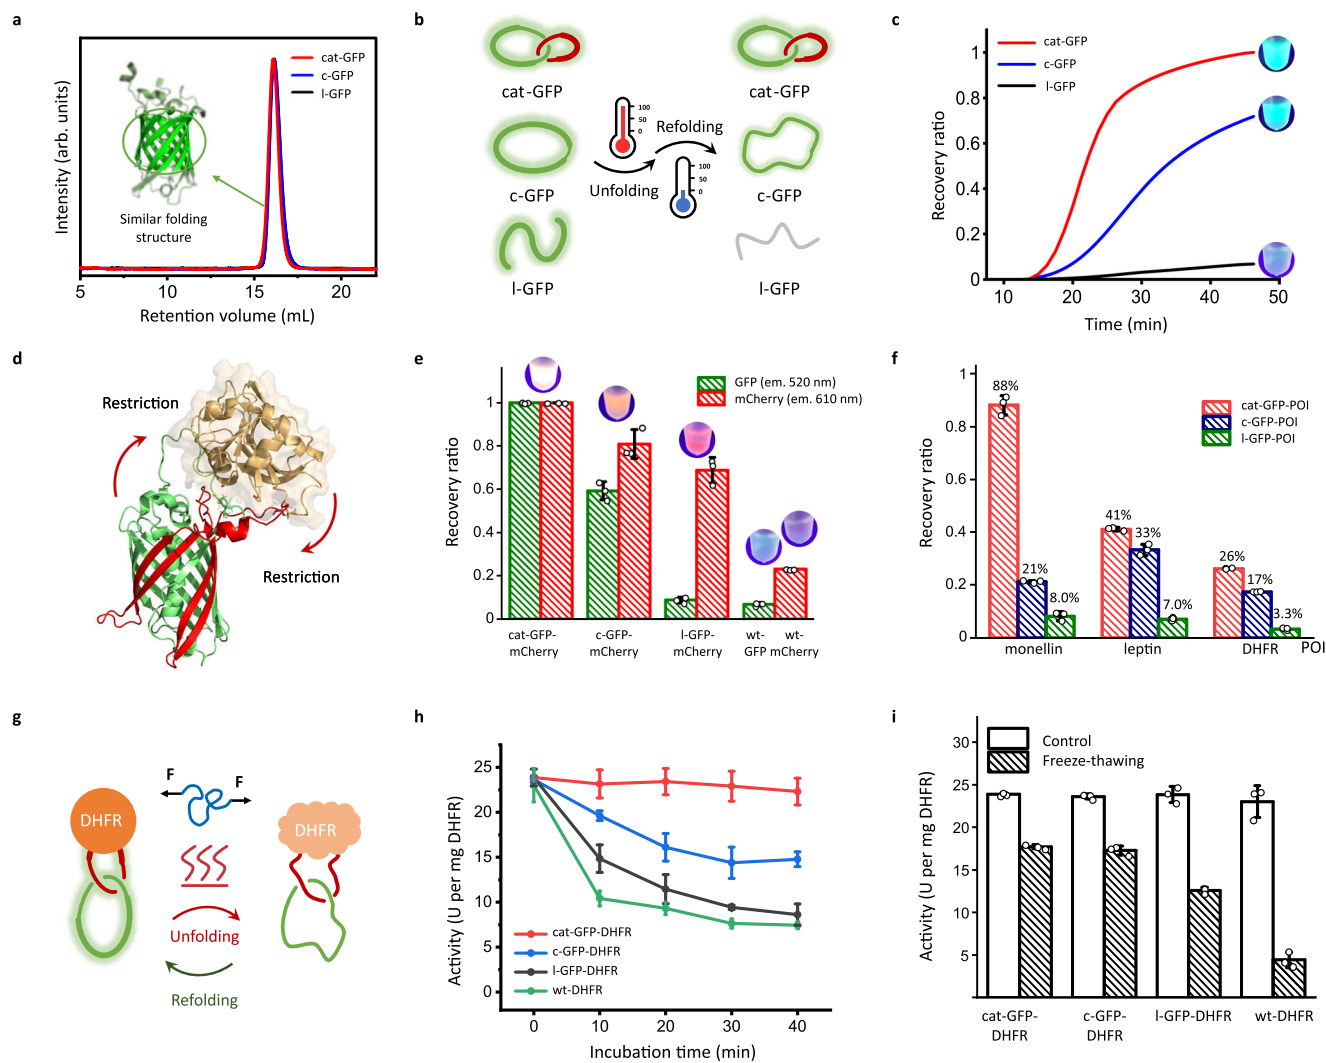 a
Intensity (arb. units)
cat-GFP
c-GFP
l-GFP
Similar folding
structure
5
10
15
20
Retention volume (mL)
b
cat-GFP
c-GFP
l-GFP
100
50
0
Unfolding
Refolding
100
50
0
cat-GFP
c-GFP
l-GFP
c
cat-GFP
c-GFP
l-GFP
Recovery ratio
1
0.8
0.6
0.4
0.2
0
10
20
30
40
50
Time (min)
d
Restriction
Restriction
e
Recovery ratio
1
0.8
0.6
0.4
0.2
0
GFP (em. 520 nm)
mCherry (em. 610 nm)
cat-GFP-
mCherry
c-GFP-
mCherry
l-GFP-
mCherry
wt-
GFP
wt-
mCherry
f
Recovery ratio
1
0.8
0.6
0.4
0.2
0
cat-GFP-POI
c-GFP-POI
l-GFP-POI
88%
21%
8.0%
41%
33%
7.0%
26%
17%
3.3%
monellin
leptin
DHFR
POI
g
DHFR
F
F
Unfolding
Refolding
DHFR
h
Activity (U per mg DHFR)
25
20
15
10
5
0
cat-GFP-DHFR
c-GFP-DHFR
l-GFP-DHFR
wt-DHFR
0
10
20
30
40
Incubation time (min)
i
Activity (U per mg DHFR)
30
25
20
15
10
5
Control
Freeze-thawing
cat-GFP-
DHFR
c-GFP-
DHFR
l-GFP-DHFR
wt-DHFR